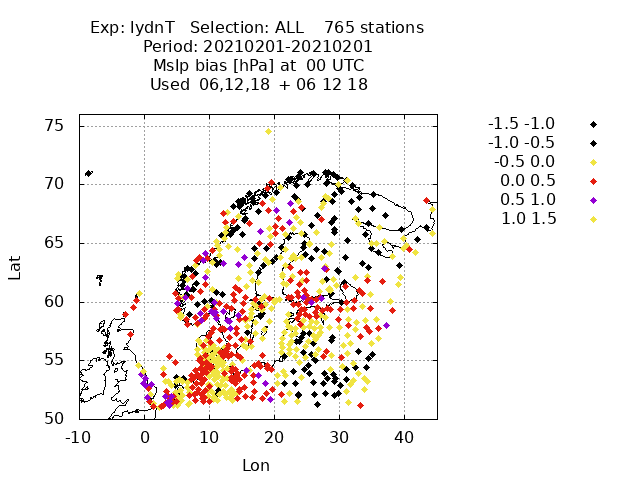 Exp: IydnT Selection: ALL 765 stations
Period: 20210201-20210201
Mslp bias [hPa] at 00 UTC
Used 06,12,18 + 06 12 18
75
70
65
60
55
50
-10 0 10 20 30 40
Lat
Lon
-1.5 -1.0
-1.0 -0.5
-0.5 0.0
0.0 0.5
0.5 1.0
1.0 1.5